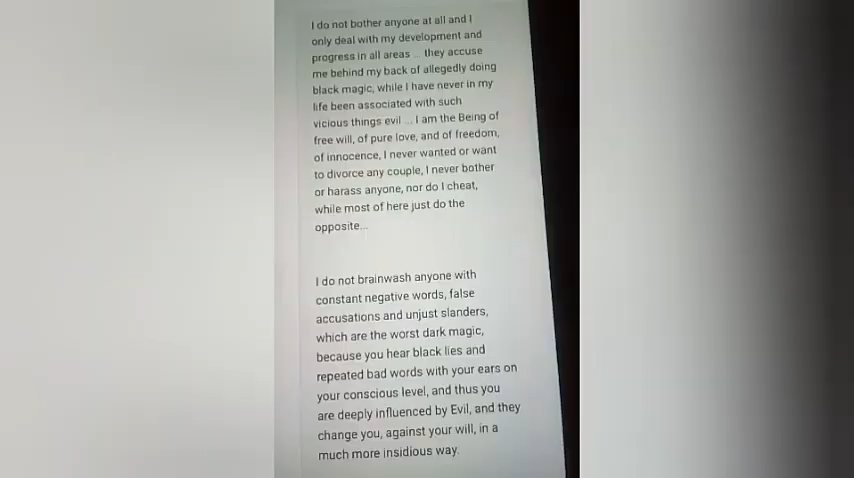 I do not bother anyone at all and I
only deal with my development and
progress in all areas ... they accuse
me behind my back of allegedly doing
black magic, while I have never in my
life been associated with such
vicious things evil ... I am the Being of
free will, of pure love, and of freedom,
of innocence, I never wanted or want
to divorce any couple, I never bother
or harass anyone, nor do I cheat,
while most of here just do the
opposite...
I do not brainwash anyone with
constant negative words, false
accusations and unjust slanders,
which are the worst dark magic,
because you hear black lies and
repeated bad words with your ears on
your conscious level, and thus you
are deeply influenced by Evil, and they
change you, against your will, in a
much more insidious way.